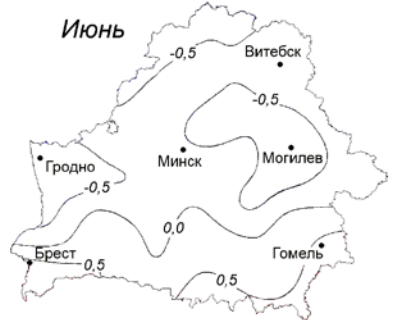 Июнь
Витебск
-0,5
-0,5
Гродно
Минск
Могилев
-0,5
0,0
Брест
Гомель
0,5
0,5